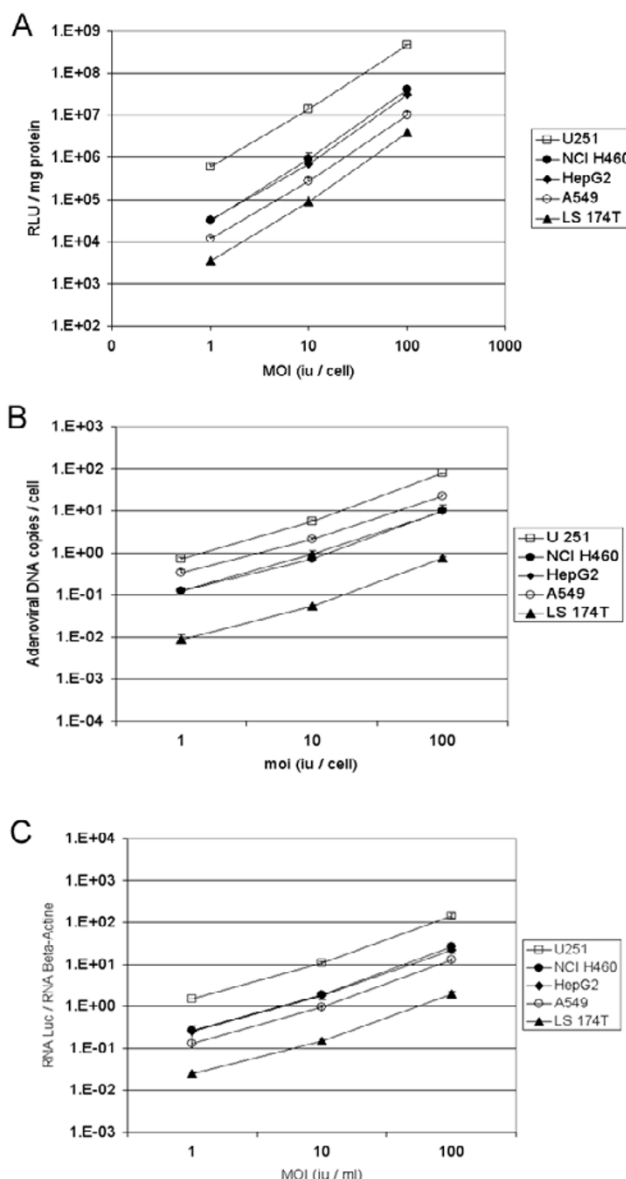 A
1.E+09
1.E+08
1.E+07
1.E+06
1.E+05
1.E+04
1.E+03
1.E+02
RLU / mg protein
0 1 10 100 1000
MOI (iu / cell)
U251
NCI H460
HepG2
A549
LS 174T
B
1.E+03
1.E+02
1.E+01
1.E+00
1.E-01
1.E-02
1.E-03
1.E-04
Adenoviral DNA copies / cell
1 10 100
moi (iu / cell)
U 251
NCI H460
HepG2
A549
LS 174T
C
1.E+04
1.E+03
1.E+02
1.E+01
1.E+00
1.E-01
1.E-02
1.E-03
RNA Luc / RNA Beta-Actine
1 10 100
MOI (iu / ml)
U251
NCI H460
HepG2
A549
LS 174T